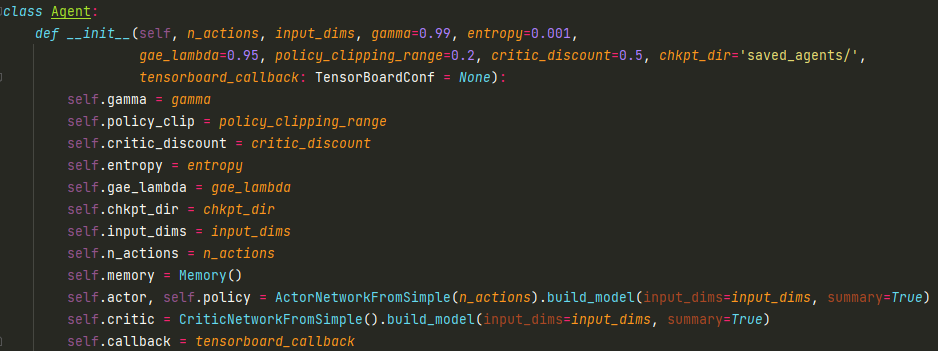 class Agent:
    def __init__(self, n_actions, input_dims, gamma=0.99, entropy=0.001,
                 gae_lambda=0.95, policy_clipping_range=0.2, critic_discount=0.5, chkpt_dir='saved_agents/',
                 tensorboard_callback: TensorBoardConf = None):
        self.gamma = gamma
        self.policy_clip = policy_clipping_range
        self.critic_discount = critic_discount
        self.entropy = entropy
        self.gae_lambda = gae_lambda
        self.chkpt_dir = chkpt_dir
        self.input_dims = input_dims
        self.n_actions = n_actions
        self.memory = Memory()
        self.actor, self.policy = ActorNetworkFromSimple(n_actions).build_model(input_dims=input_dims, summary=True)
        self.critic = CriticNetworkFromSimple().build_model(input_dims=input_dims, summary=True)
        self.callback = tensorboard_callback